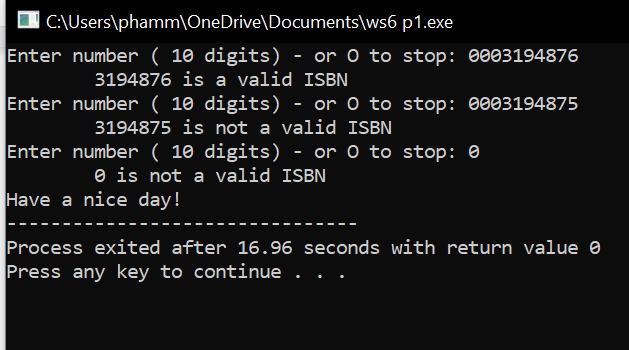 C:\Users\phamm\OneDrive\Documents\ws6 p1.exe
Enter number ( 10 digits) - or O to stop: 0003194876
3194876 is a valid ISBN
Enter number ( 10 digits) - or O to stop: 0003194875
3194875 is not a valid ISBN
Enter number ( 10 digits) - or O to stop: 0
0 is not a valid ISBN
Have a nice day!
--------------------------------
Process exited after 16.96 seconds with return value 0
Press any key to continue . . .